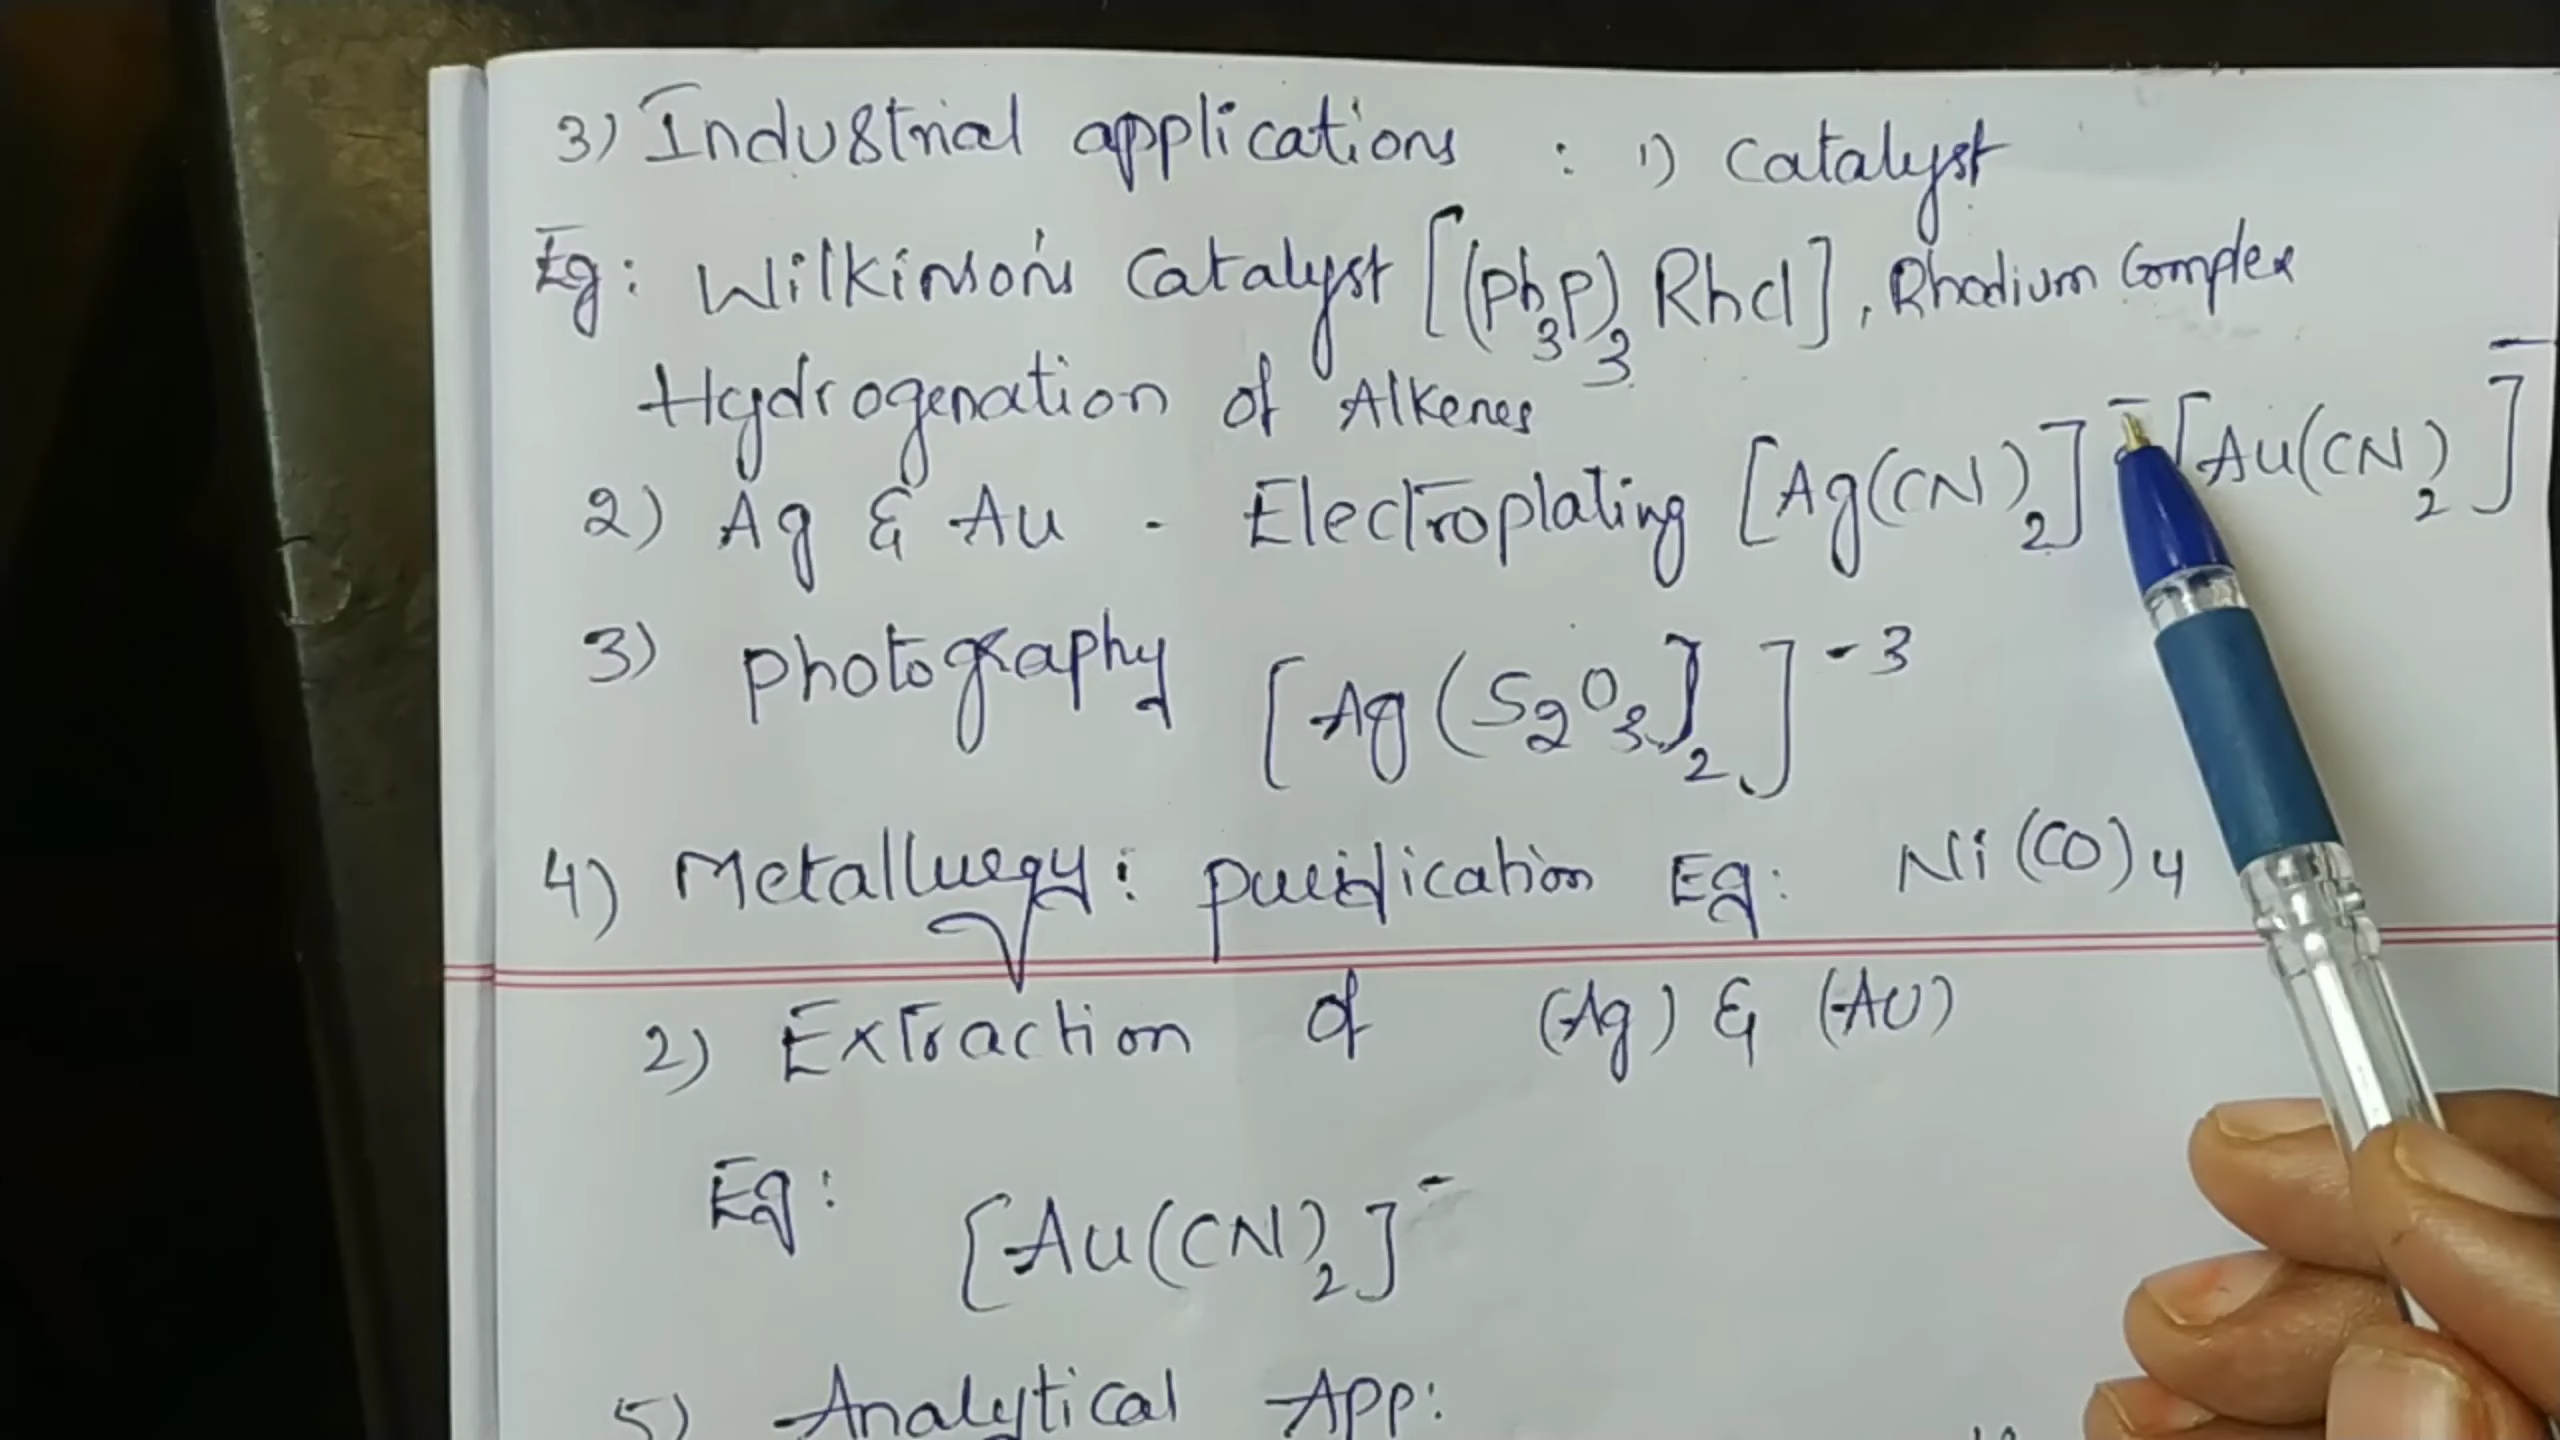 3) Industrial applications : 1) Catalyst
Eg: Wilkinson's Catalyst [(Ph₃P)₃ RhCl], Rhodium Complex
Hydrogenation of Alkenes
2) Ag & Au - Electroplating [Ag(CN)₂]⁻ [Au(CN)₂]⁻
3) Photography [Ag(S₂O₃)₂]⁻³
4) Metallurgy: purification Eg: Ni(CO)₄
2) Extraction of (Ag) & (AU)
Eg: [Au(CN)₂]⁻
5) Analytical App: